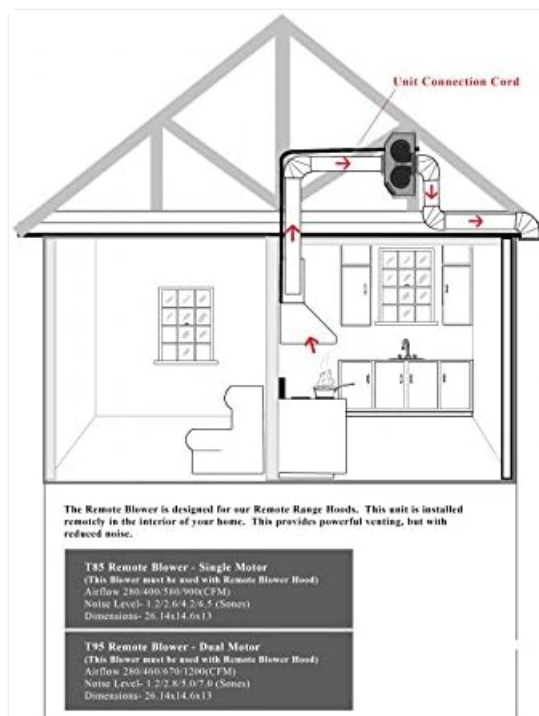 Unit Connection Cord
The Remote Blower is designed for our Remote Range Hoods. This unit is installed
remotely in the interior of your home. This provides powerful venting, but with
reduced noise.
T85 Remote Blower - Single Motor
(This Blower must be used with Remote Blower Hood)
Airflow 280/400/580/900(CFM)
Noise Level- 1.2/2.6/4.2/6.5 (Sones)
Dimensions- 26.14x14.6x13
T95 Remote Blower - Dual Motor
(This Blower must be used with Remote Blower Hood)
Airflow 280/460/670/1200(CFM)
Noise Level- 1.2/2.8/5.0/7.0 (Sones)
Dimensions- 26.14x14.6x13